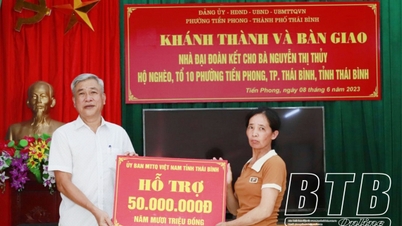 ĐẢNG ỦY - HĐND - UBND - UBMTTQVN
PHƯỜNG TIỀN PHONG - THÀNH PHỐ THÁI BÌNH
KHÁNH THÀNH VÀ BÀN GIAO
NHÀ ĐẠI ĐOÀN KẾT CHO BÀ NGUYỄN THỊ THỦY
HỘ NGHÈO, TỔ 10 PHƯỜNG TIỀN PHONG, TP. THÁI BÌNH, TỈNH THÁI BÌNH
Tiền Phong, ngày 08 tháng 6 năm 2023
ỦY BAN MTTQ VIỆT NAM TỈNH THÁI BÌNH
HỖ TRỢ
50.000.000Đ
NĂM MƯƠI TRIỆU ĐỒNG
BTB
Online